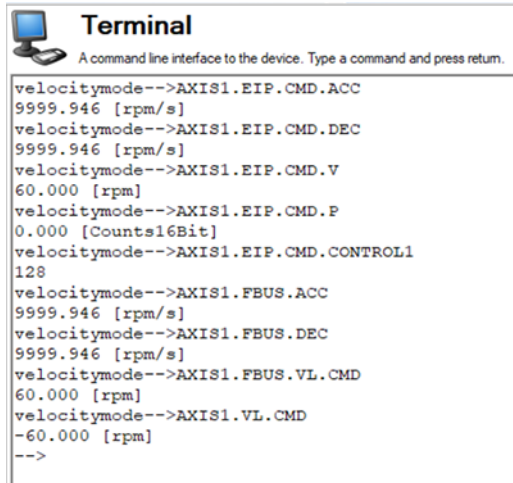 Terminal
A command line interface to the device. Type a command and press return.
velocitymode-->AXIS1.EIP.CMD.ACC
9999.946 [rpm/s]
velocitymode-->AXIS1.EIP.CMD.DEC
9999.946 [rpm/s]
velocitymode-->AXIS1.EIP.CMD.V
60.000 [rpm]
velocitymode-->AXIS1.EIP.CMD.P
0.000 [Counts16Bit]
velocitymode-->AXIS1.EIP.CMD.CONTROL1
128
velocitymode-->AXIS1.FBUS.ACC
9999.946 [rpm/s]
velocitymode-->AXIS1.FBUS.DEC
9999.946 [rpm/s]
velocitymode-->AXIS1.FBUS.VL.CMD
60.000 [rpm]
velocitymode-->AXIS1.VL.CMD
-60.000 [rpm]
-->